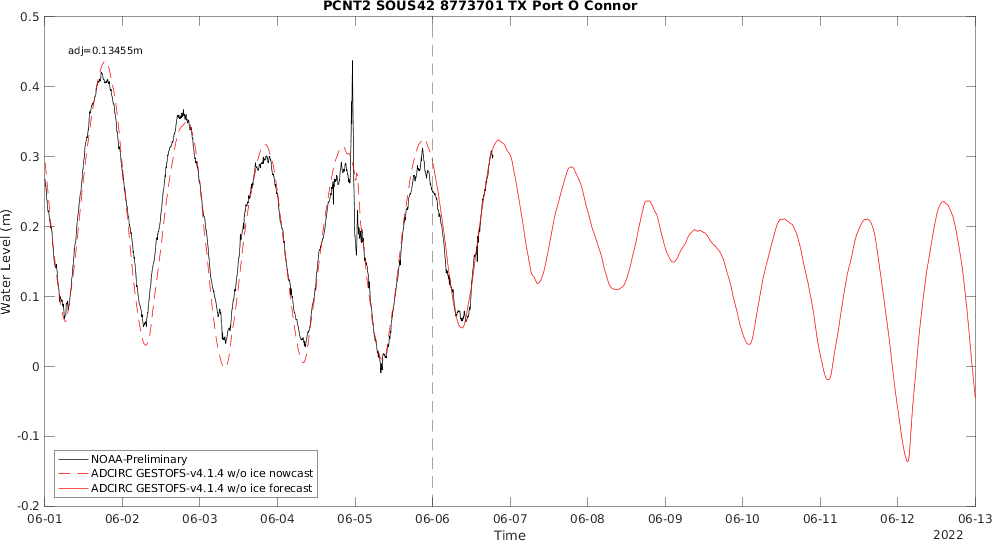 PCNT2 SOUS42 8773701 TX Port O Connor
adj=0.13455m
0.5
0.4
0.3
0.2
0.1
0
-0.1
-0.2
Water Level (m)
NOAA-Preliminary
ADCIRC GESTOFS-v4.1.4 w/o ice nowcast
ADCIRC GESTOFS-v4.1.4 w/o ice forecast
06-01 06-02 06-03 06-04 06-05 06-06 06-07 06-08 06-09 06-10 06-11 06-12 06-13
Time
2022